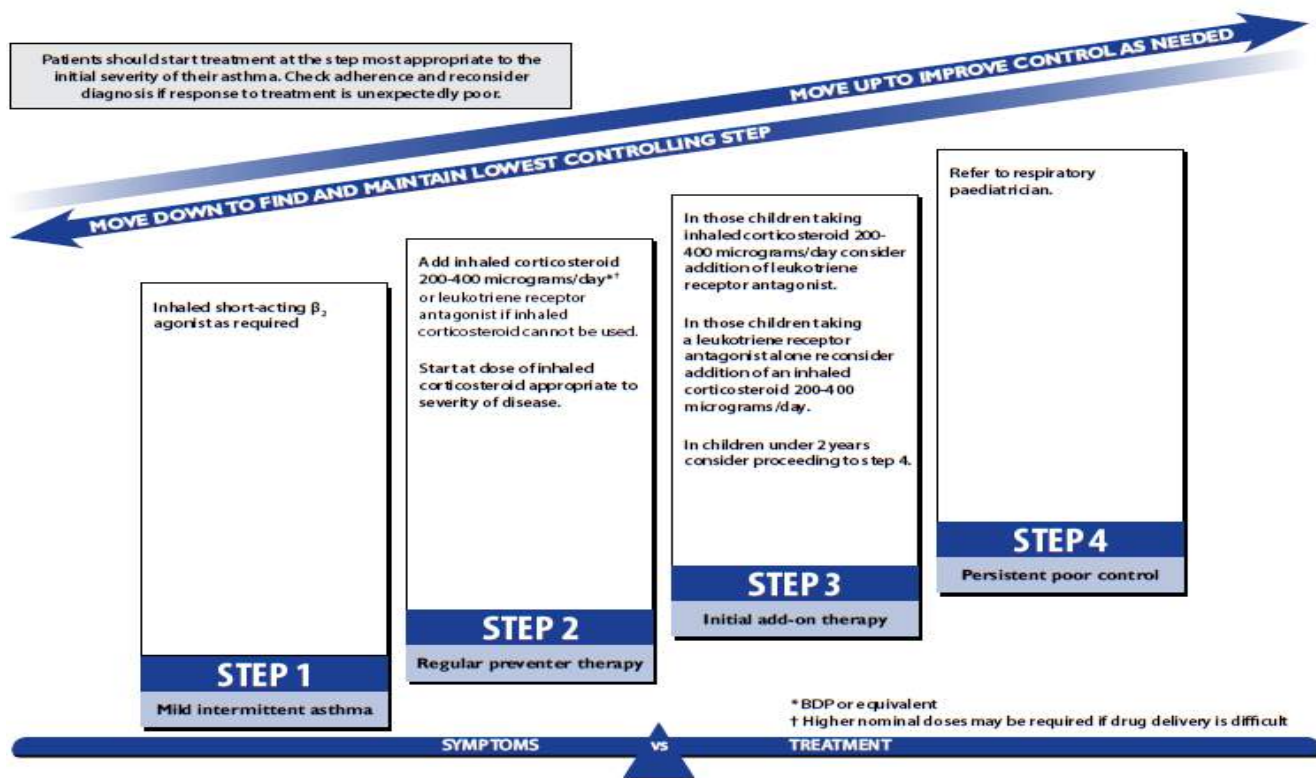 Patients should start treatment at the step most appropriate to the
initial severity of their asthma. Check adherence and reconsider
diagnosis if response to treatment is unexpectedly poor.
MOVE UP TO IMPROVE CONTROL AS NEEDED
MOVE DOWN TO FIND AND MAINTAIN LOWEST CONTROLLING STEP
Inhaled short-acting β₂
agonist as required
STEP 1
Mild intermittent asthma
Add inhaled corticosteroid
200-400 micrograms/day*†
or leukotriene receptor
antagonist if inhaled
corticosteroid cannot be used.
Start at dose of inhaled
corticosteroid appropriate to
severity of disease.
STEP 2
Regular preventer therapy
In those children taking
inhaled corticosteroid 200-
400 micrograms/day consider
addition of leukotriene
receptor antagonist.
In those children taking
a leukotriene receptor
antagonist alone reconsider
addition of an inhaled
corticosteroid 200-400
micrograms/day.
In children under 2 years
consider proceeding to step 4.
STEP 3
Initial add-on therapy
Refer to respiratory
paediatrician.
STEP 4
Persistent poor control
* BDP or equivalent
† Higher nominal doses may be required if drug delivery is difficult
SYMPTOMS vs TREATMENT